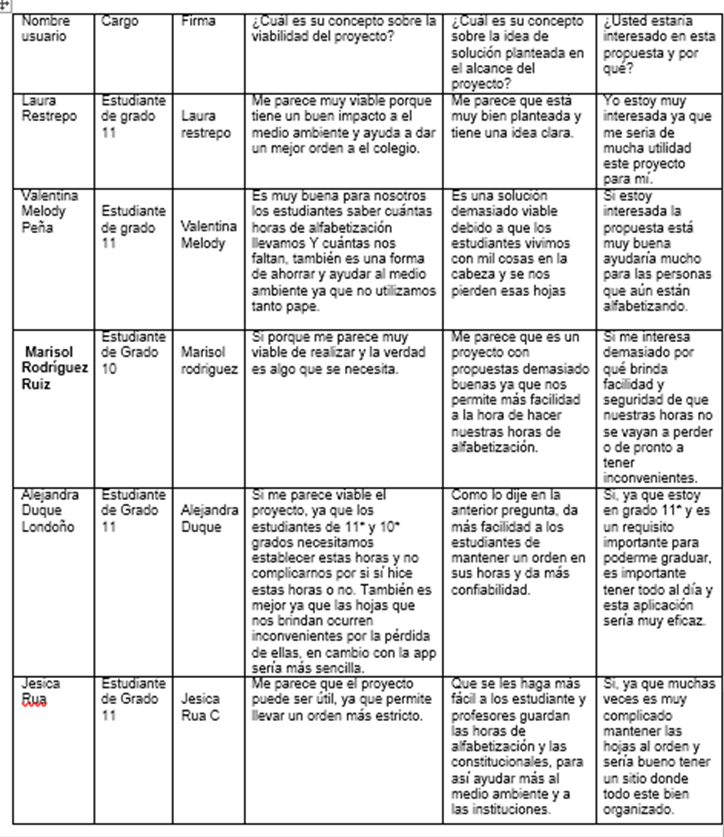 Nombre usuario
Cargo
Firma
¿Cuál es su concepto sobre la
viabilidad del proyecto?
¿Cuál es su concepto
sobre la idea de
solución planteada en
el alcance del
proyecto?
¿Usted estaría
interesado en esta
propuesta y por
qué?
Laura
Restrepo
Estudiante
de grado
11
Laura
restrepo
Me parece muy viable porque
tiene un buen impacto a el
medio ambiente y ayuda a dar
un mejor orden a el colegio.
Me parece que está
muy bien planteada y
tiene una idea clara.
Yo estoy muy
interesada ya que
me seria de
mucha utilidad
este proyecto
para mí.
Valentina
Melody
Peña
Estudiante
de grado
11
Valentina
Melody
Es muy buena para nosotros
los estudiantes saber cuántas
horas de alfabetización
llevamos Y cuántas nos
faltan, también es una forma
de ahorrar y ayudar al medio
ambiente ya que no utilizamos
tanto pape.
Es una solución
demasiado viable
debido a que los
estudiantes vivimos
con mil cosas en la
cabeza y se nos
pierden esas hojas
Si estoy
interesada la
propuesta está
muy buena
ayudaría mucho
para las personas
que aún están
alfabetizando.
Marisol
Rodríguez
Ruiz
Estudiante
de Grado
10
Marisol
rodriguez
Si porque me parece muy
viable de realizar y la verdad
es algo que se necesita.
Me parece que es un
proyecto con
propuestas demasiado
buenas ya que nos
permite más facilidad
a la hora de hacer
nuestras horas de
alfabetización.
Si me interesa
demasiado por
qué brinda
facilidad y
seguridad de que
nuestras horas no
se vayan a perder
o de pronto a
tener
inconvenientes.
Alejandra
Duque
Londoño
Estudiante
de Grado
11
Alejandra
Duque
Si me parece viable el
proyecto, ya que los
estudiantes de 11* y 10*
grados necesitamos
establecer estas horas y no
complicarnos por si sí hice
estas horas o no. También es
mejor ya que las hojas que
nos brindan ocurren
inconvenientes por la pérdida
de ellas, en cambio con la app
sería más sencilla.
Como lo dije en la
anterior pregunta, da
más facilidad a los
estudiantes de
mantener un orden en
sus horas y da más
confiabilidad.
Si, ya que estoy
en grado 11* y es
un requisito
importante para
poderme graduar,
es importante
tener todo al día y
esta aplicación
sería muy eficaz.
Jesica
Rua
Estudiante
de Grado
11
Jesica
Rua C
Me parece que el proyecto
puede ser útil, ya que permite
llevar un orden más estricto.
Que se les haga más
fácil a los estudiante y
profesores guardan
las horas de
alfabetización y las
constitucionales, para
así ayudar más al
medio ambiente y a
las instituciones.
Si, ya que muchas
veces es muy
complicado
mantener las
hojas al orden y
sería bueno tener
un sitio donde
todo este bien
organizado.